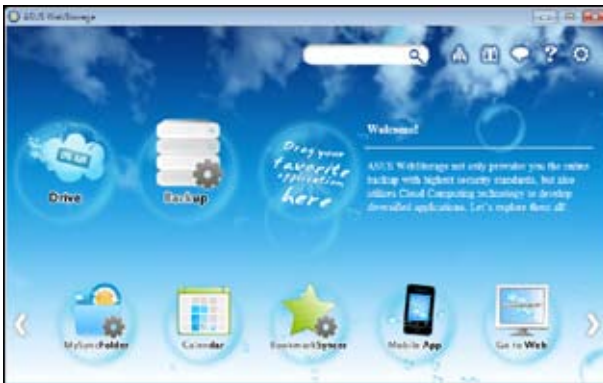 ASUS WebStorage
Welcome!
Drag your
favorite
application
here
ASUS WebStorage not only provides you the online
backup with highest security standards, but also
utilizes Cloud Computing technology to develop
diversified applications. Let's explore them all!
Drive
Backup
MySyncFolder
Calendar
BookmarkSyncer
Mobile App
Go to Web